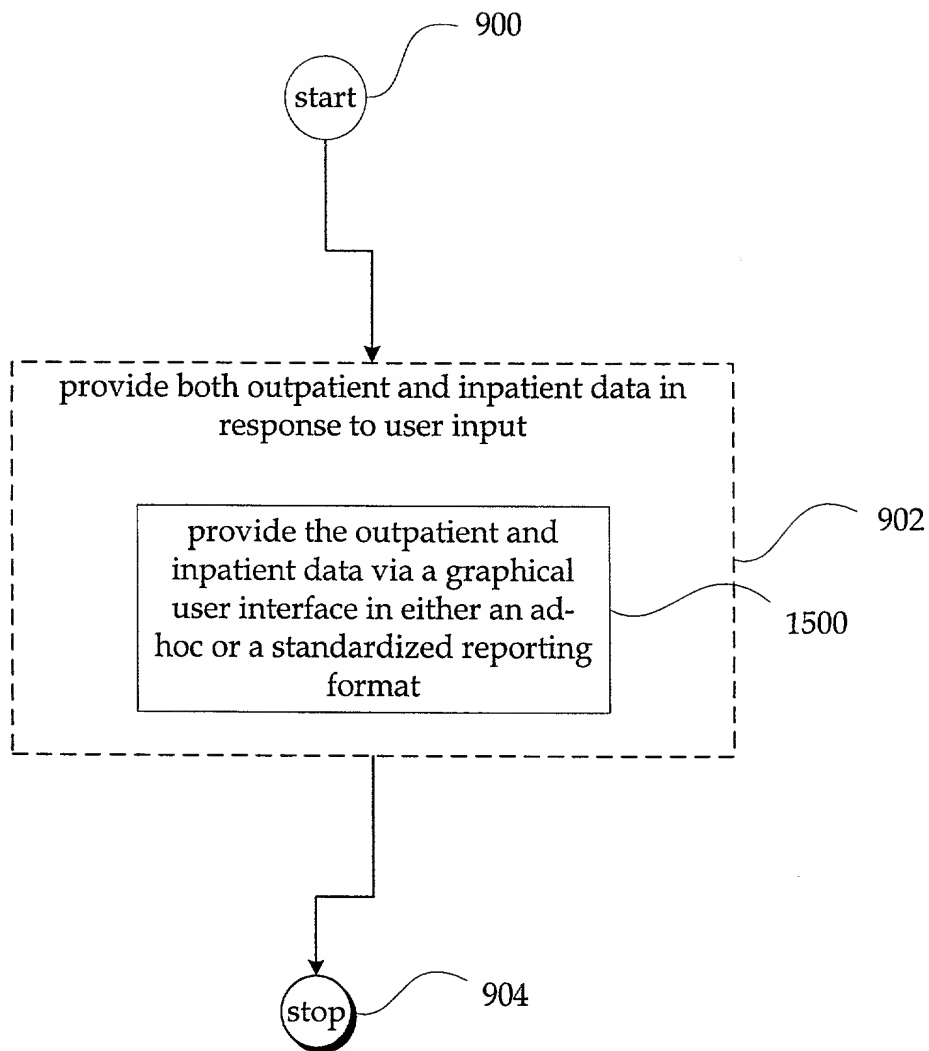 900
start
provide both outpatient and inpatient data in
response to user input
902
provide the outpatient and
inpatient data via a graphical
user interface in either an ad-
hoc or a standardized reporting
format
1500
904
stop